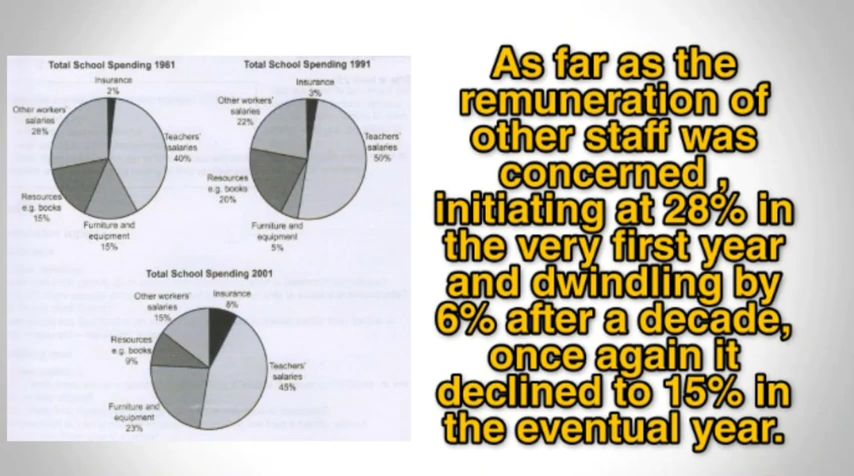 Total School Spending 1981
Insurance
2%
Other workers'
salaries
28%
Teachers'
salaries
40%
Resources
e.g. books
15%
Furniture and
equipment
15%
Total School Spending 1991
Insurance
3%
Other workers'
salaries
22%
Teachers'
salaries
50%
Resources
e.g. books
20%
Furniture and
equipment
5%
Total School Spending 2001
Other workers'
salaries
15%
Insurance
8%
Resources
e.g. books
9%
Teachers'
salaries
45%
Furniture and
equipment
23%
As far as the
remuneration of
other staff was
concerned ,
initiating at 28% in
the very first year
and dwindling by
6% after a decade,
once again it
declined to 15% in
the eventual year.